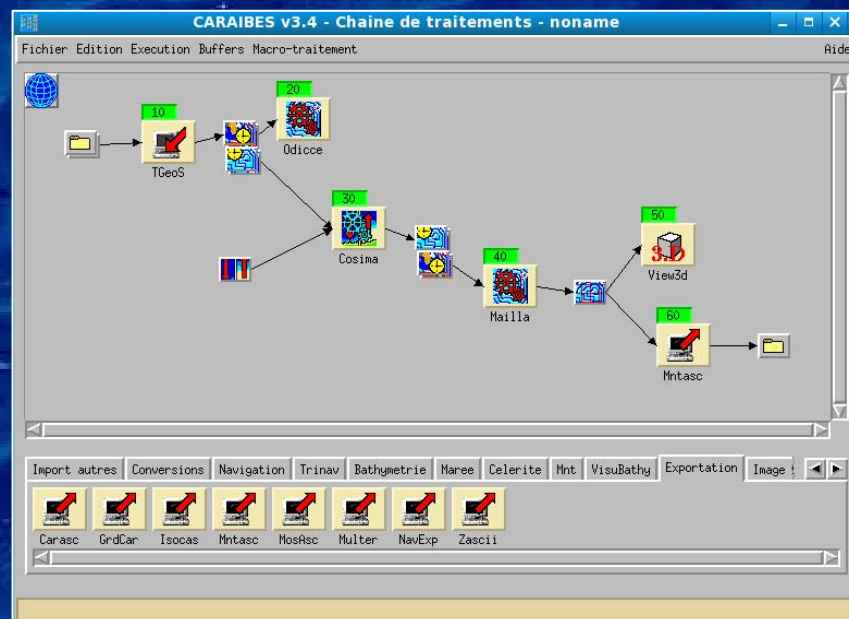 CARAIBES v3.4 - Chaine de traitements - noname
Fichier Edition Execution Buffers Macro-traitement Aide
20
10
Odicce
TGeoS
30
Cosima
50
3.D
40
View3d
Mailla
60
Mntasc
Import autres Conversions Navigation Trinav Bathymetrie Maree Celerite Mnt VisuBathy Exportation Image
Carasc GrdCar Isocas Mntasc MosAsc Multer NavExp Zascii